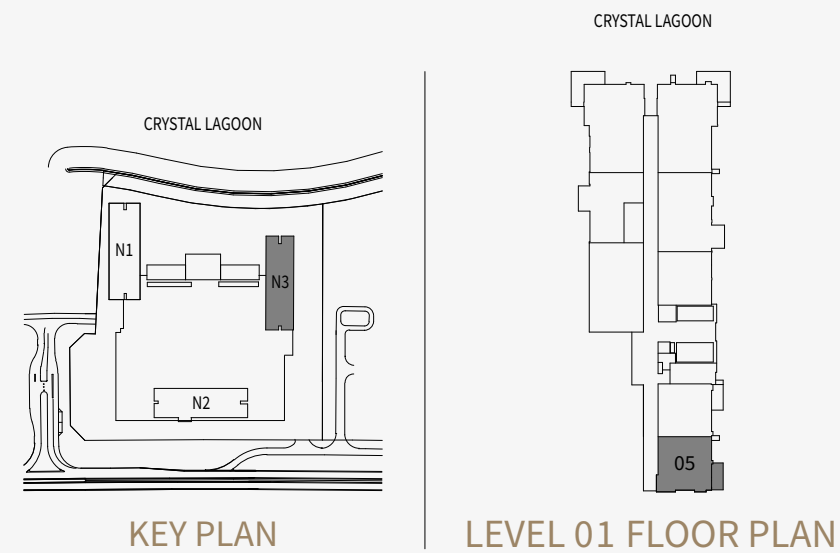 CRYSTAL LAGOON
N1
N3
N2
KEY PLAN
CRYSTAL LAGOON
05
LEVEL 01 FLOOR PLAN